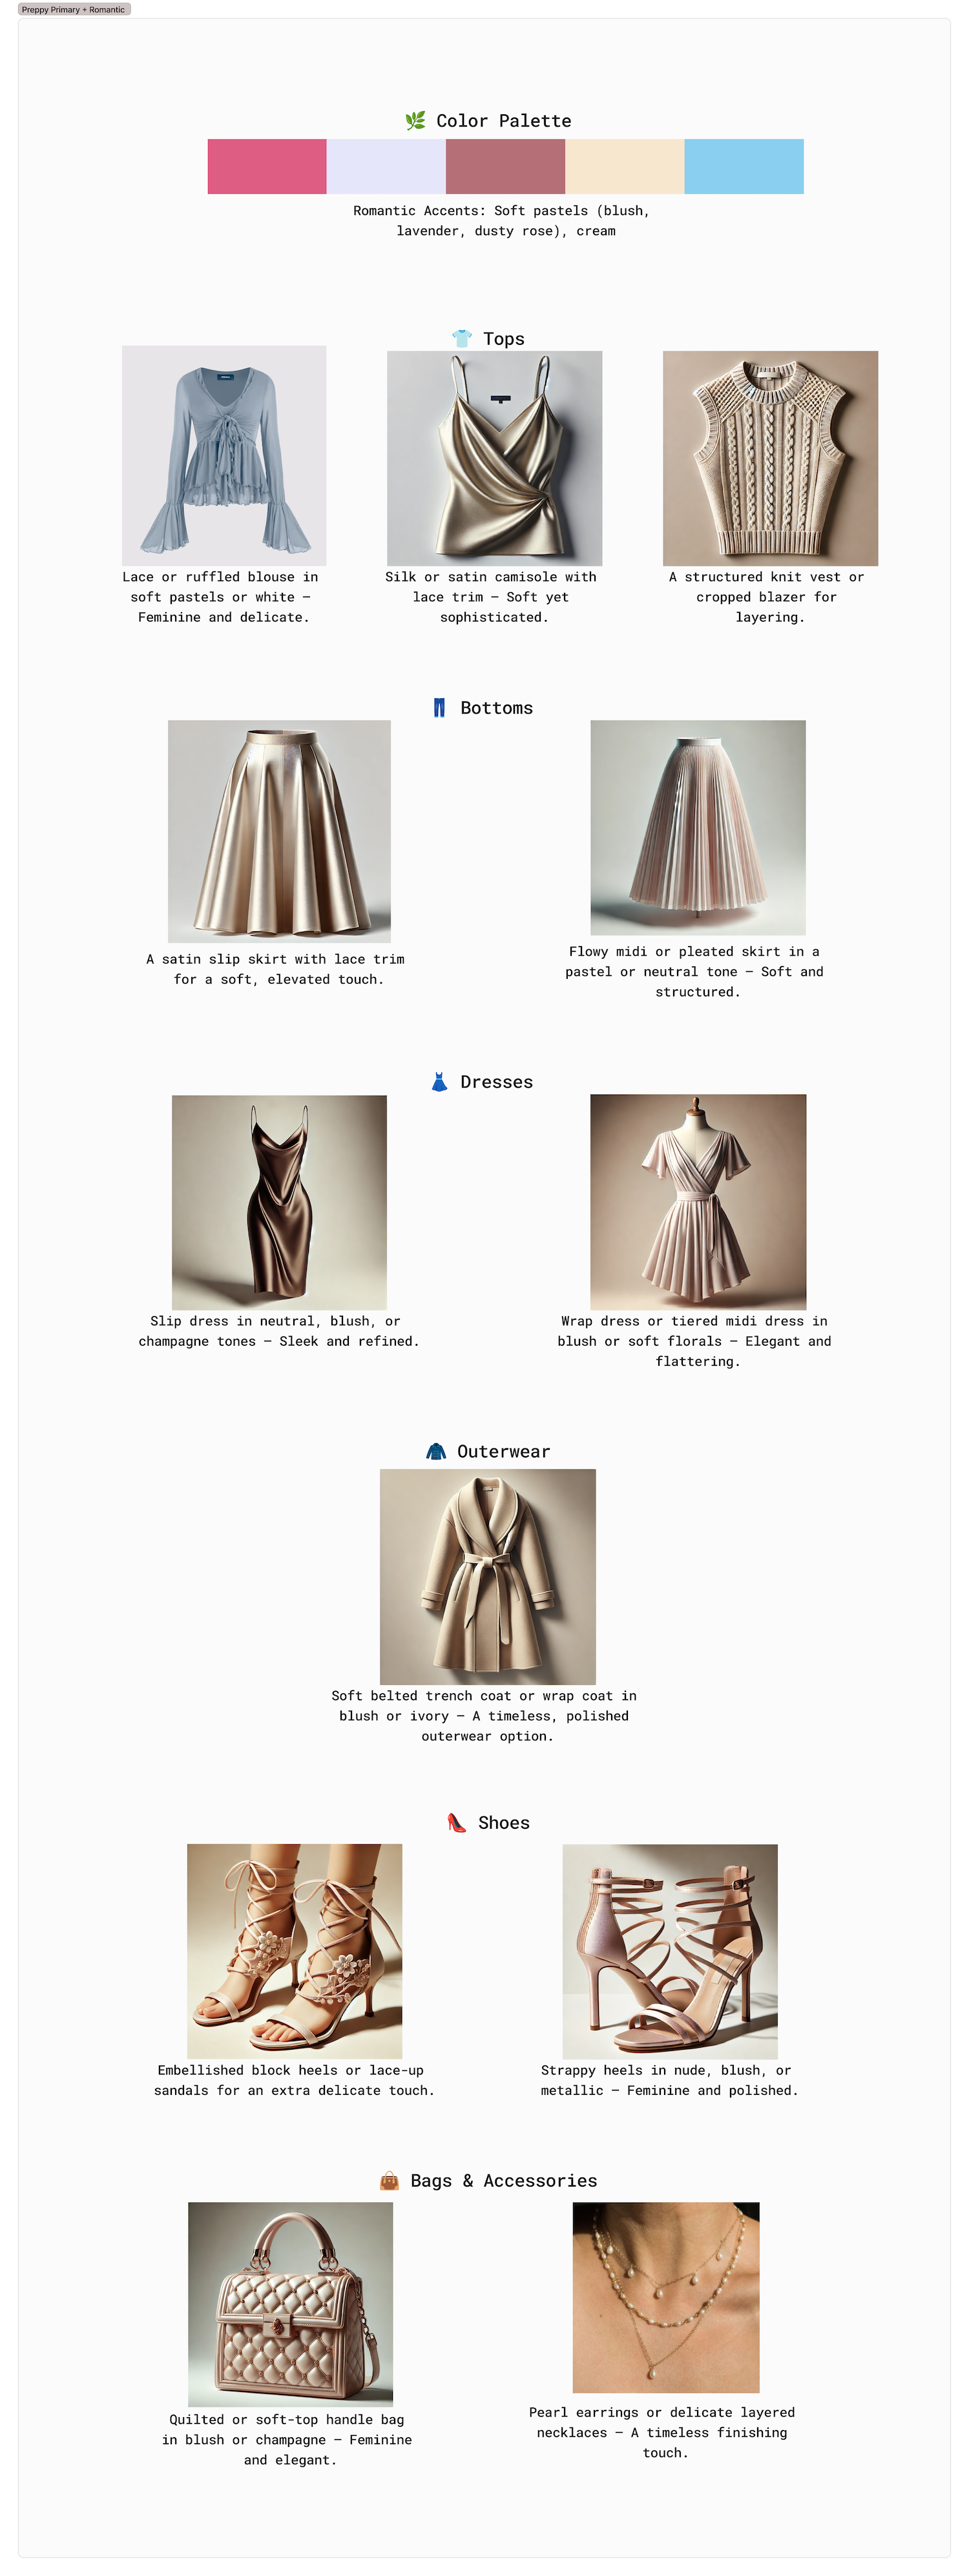 Preppy Primary + Romantic
🌿 Color Palette
Romantic Accents: Soft pastels (blush,
lavender, dusty rose), cream
👕 Tops
Lace or ruffled blouse in
soft pastels or white –
Feminine and delicate.
Silk or satin camisole with
lace trim – Soft yet
sophisticated.
A structured knit vest or
cropped blazer for
layering.
👖 Bottoms
A satin slip skirt with lace trim
for a soft, elevated touch.
Flowy midi or pleated skirt in a
pastel or neutral tone – Soft and
structured.
👗 Dresses
Slip dress in neutral, blush, or
champagne tones – Sleek and refined.
Wrap dress or tiered midi dress in
blush or soft florals – Elegant and
flattering.
🧥 Outerwear
Soft belted trench coat or wrap coat in
blush or ivory – A timeless, polished
outerwear option.
👠 Shoes
Embellished block heels or lace-up
sandals for an extra delicate touch.
Strappy heels in nude, blush, or
metallic – Feminine and polished.
👜 Bags & Accessories
Quilted or soft-top handle bag
in blush or champagne – Feminine
and elegant.
Pearl earrings or delicate layered
necklaces – A timeless finishing
touch.